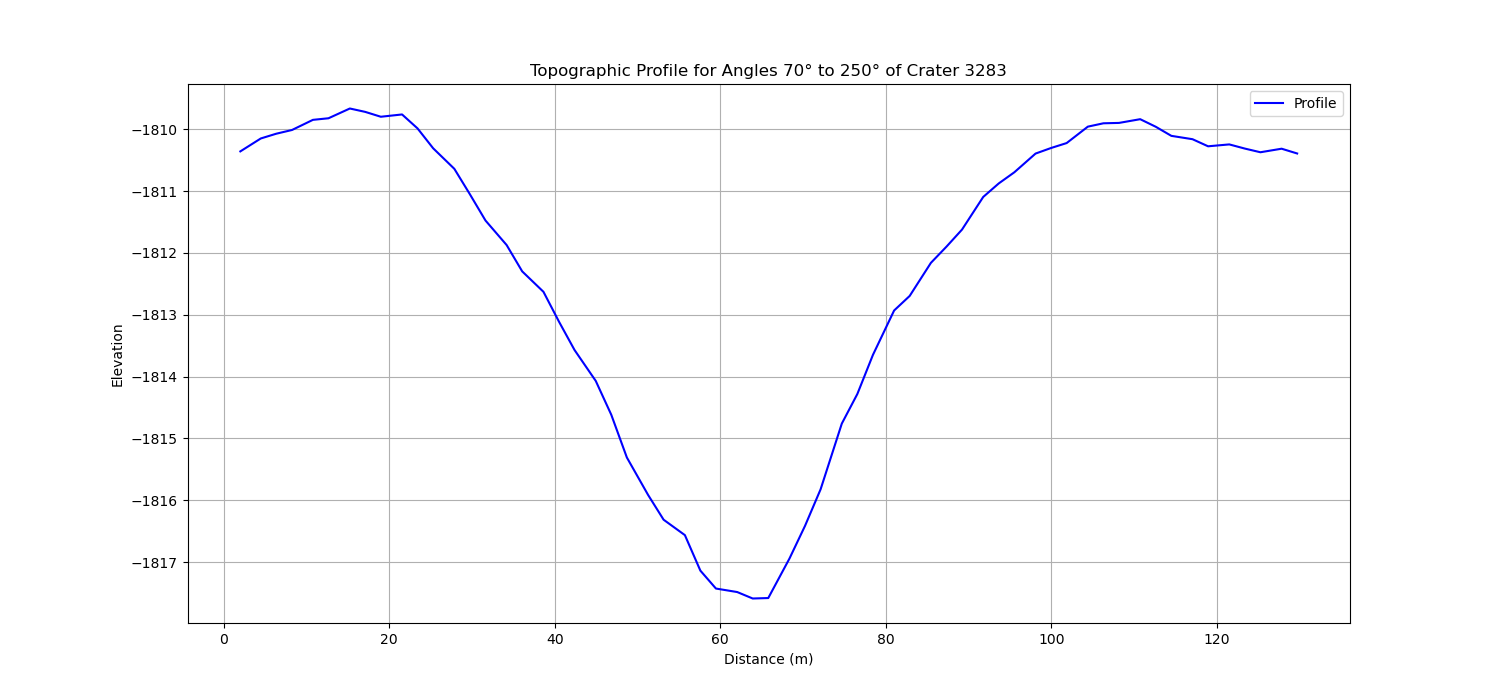 Topographic Profile for Angles 70° to 250° of Crater 3283
Profile
Elevation
−1810
−1811
−1812
−1813
−1814
−1815
−1816
−1817
0 20 40 60 80 100 120
Distance (m)